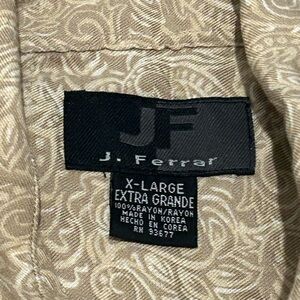 JF
J. Ferrar
X-LARGE
EXTRA GRANDE
100%RAYON/RAYON
MADE IN KOREA
HECHO EN COREA
RN 93677